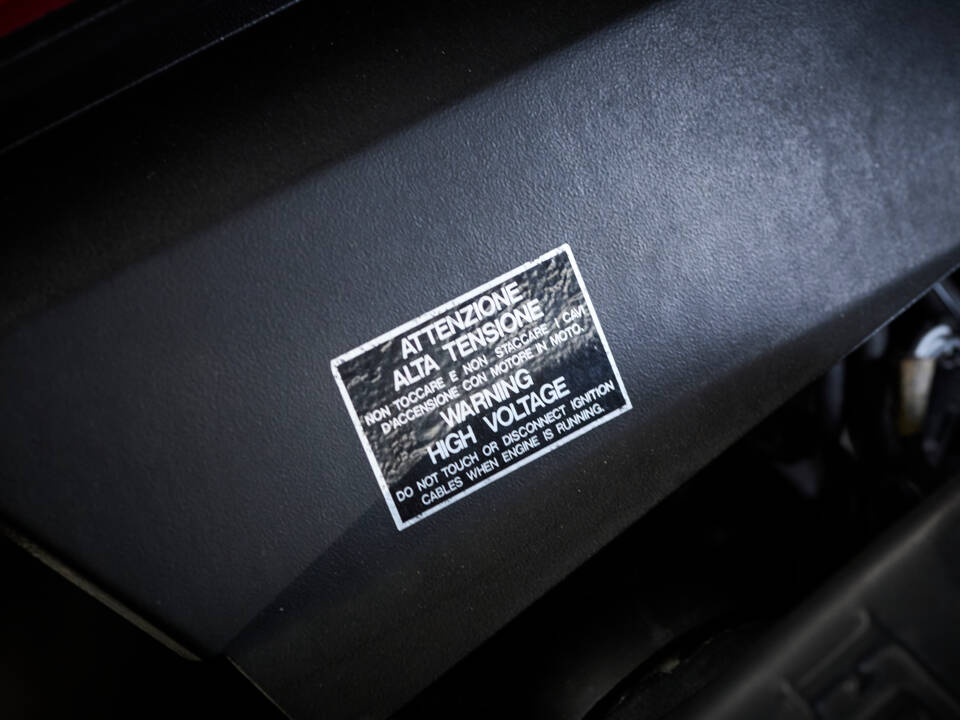 ATTENZIONE
ALTA TENSIONE
NON TOCCARE E NON STACCARE I CAVI
D'ACCENSIONE CON MOTORE IN MOTO.
WARNING
HIGH VOLTAGE
DO NOT TOUCH OR DISCONNECT IGNITION
CABLES WHEN ENGINE IS RUNNING.